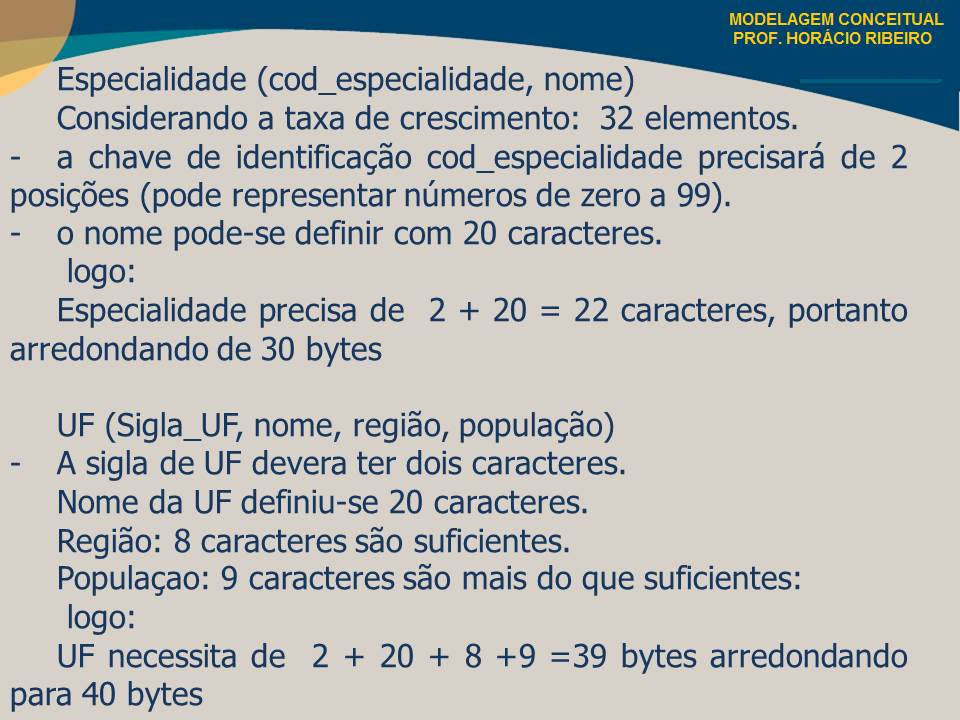 MODELAGEM CONCEITUAL
PROF. HORÁCIO RIBEIRO
Especialidade (cod_especialidade, nome)
Considerando a taxa de crescimento: 32 elementos.
- a chave de identificação cod_especialidade precisará de 2
posições (pode representar números de zero a 99).
- o nome pode-se definir com 20 caracteres.
logo:
Especialidade precisa de 2 + 20 = 22 caracteres, portanto
arredondando de 30 bytes
UF (Sigla_UF, nome, região, população)
- A sigla de UF devera ter dois caracteres.
Nome da UF definiu-se 20 caracteres.
Região: 8 caracteres são suficientes.
Populaçao: 9 caracteres são mais do que suficientes:
logo:
UF necessita de 2 + 20 + 8 +9 =39 bytes arredondando
para 40 bytes